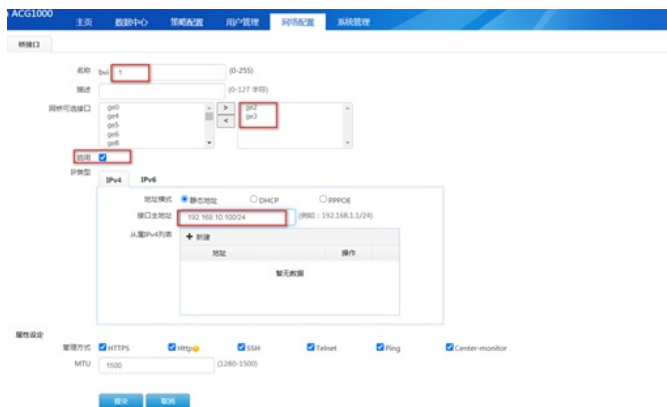 ACG1000
主页 数据中心 策略配置 用户管理 网络配置 系统管理
桥接口
名称 bvi 1 (0-255)
描述 (0-127 字符)
网桥可选接口 ge0 > ge2
ge4 < ge3
ge5
ge6
ge8
启用
IP类型 IPv4 IPv6
地址模式 静态地址 DHCP PPPOE
接口主地址 192.168.10.100/24 (例如：192.168.1.1/24)
从属IPv4列表 + 新建
地址 操作
暂无数据
属性设定
管理方式 HTTPS Http SSH Telnet Ping Center-monitor
MTU 1500 (1280-1500)
提交 取消